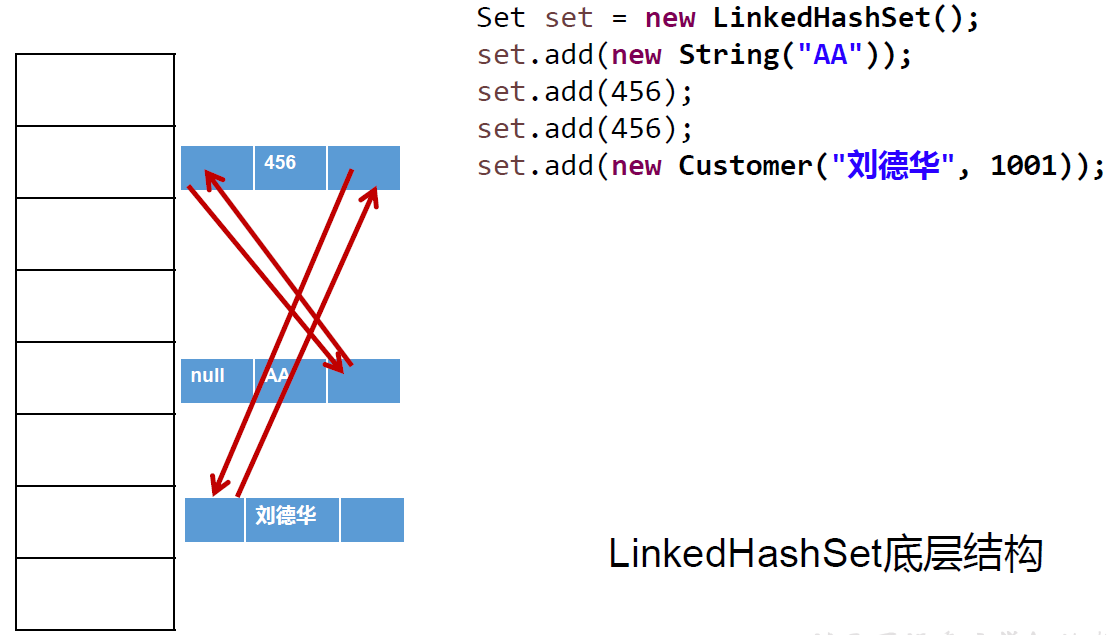 Set set = new LinkedHashSet();
set.add(new String("AA"));
set.add(456);
set.add(456);
set.add(new Customer("刘德华", 1001));
456
null AA
刘德华
LinkedHashSet底层结构